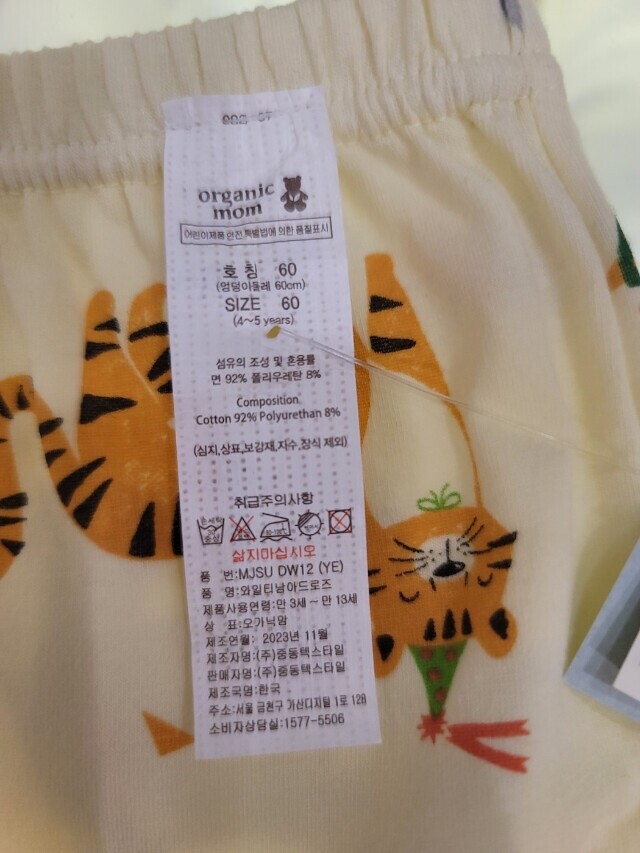 organic
mom
어린이제품 안전 특별법에 의한 품질표시
호 칭 60
(엉덩이둘레 60cm)
SIZE 60
(4~5 years)
섬유의 조성 및 혼용률
면 92% 폴리우레탄 8%
Composition
Cotton 92% Polyurethan 8%
(심지,상표,보강재,자수,장식 제외)
취급주의사항
손세탁
중성
삶지마십시오
품 번:MJSU DW12 (YE)
품 명:와일티남아드로즈
제품사용연령:만 3세 ~ 만 13세
상 표:오가닉맘
제조연월: 2023년 11월
제조자명:(주)중동텍스타일
판매자명:(주)중동텍스타일
제조국명:한국
주소:서울 금천구 가산디지털 1로 128
소비자상담실:1577-5506